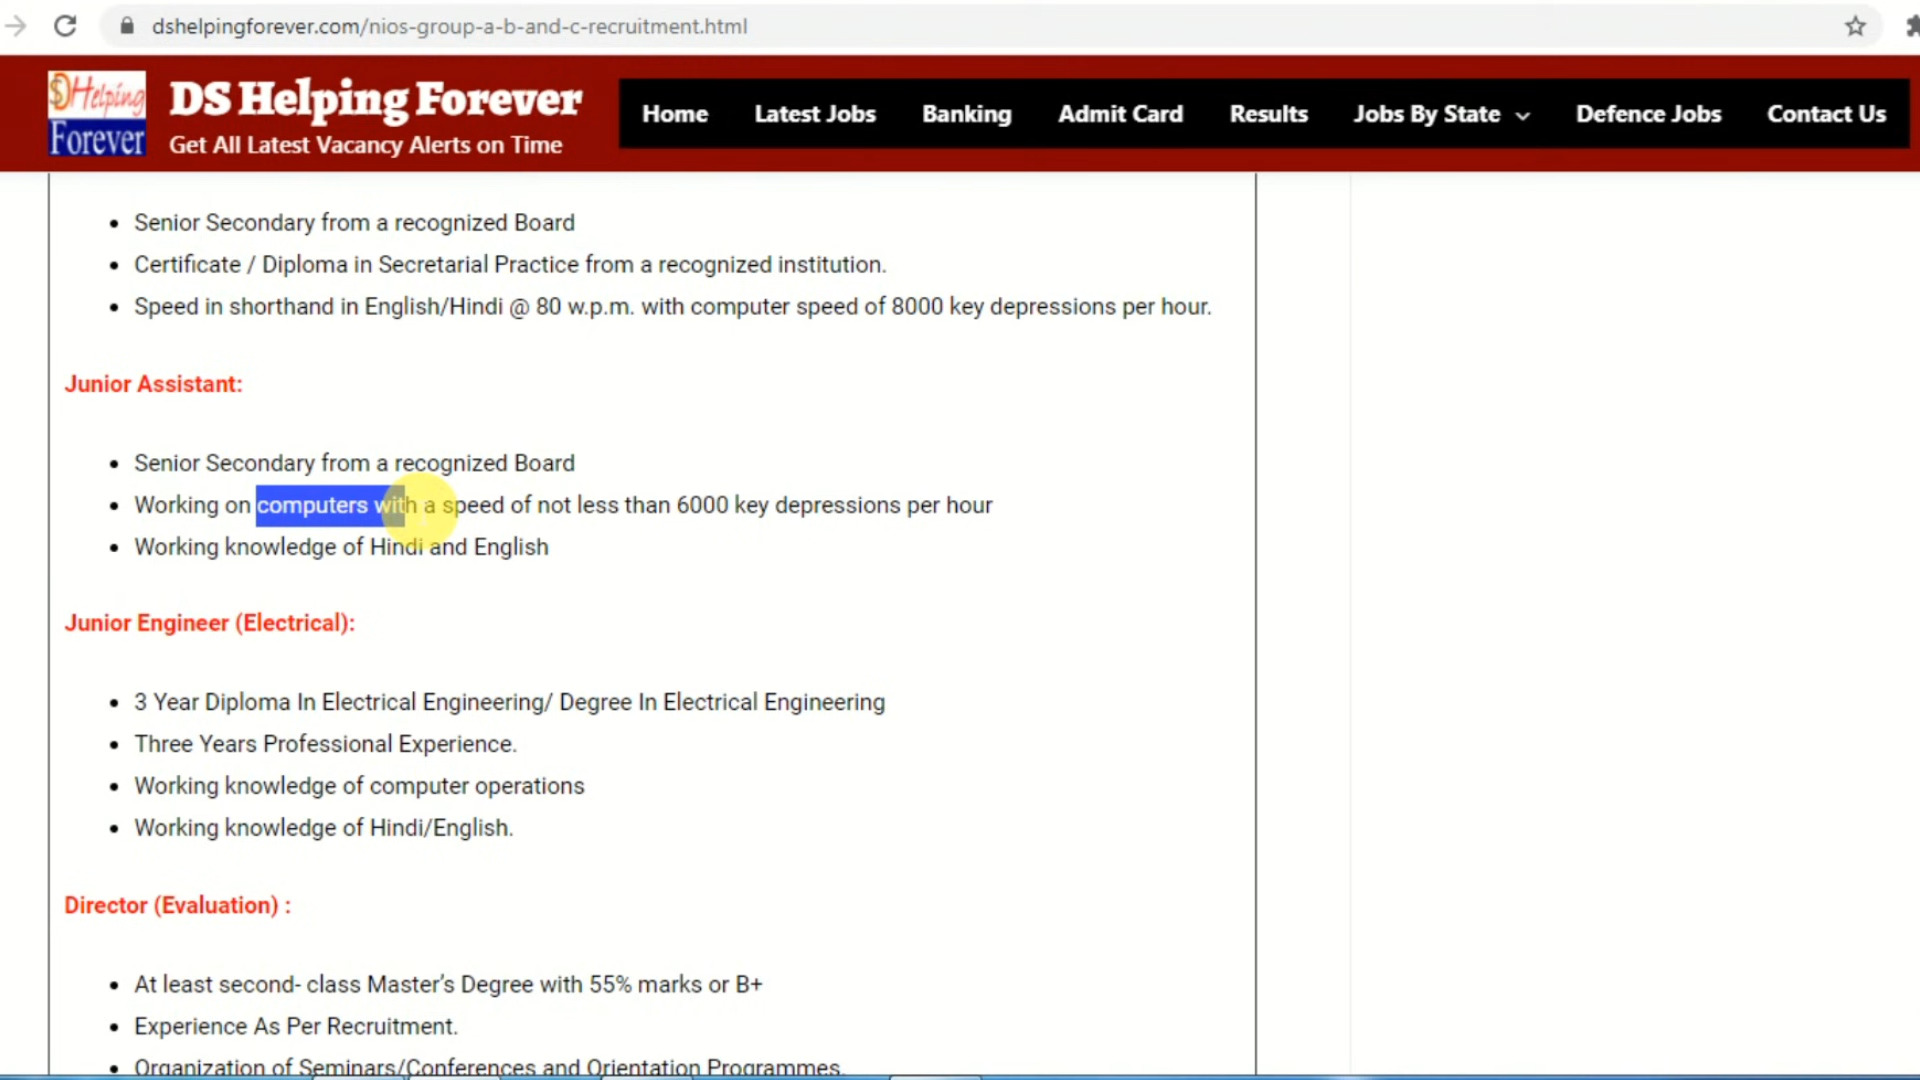 dshelpingforever.com/nios-group-a-b-and-c-recruitment.html
DHelping
Forever
DS Helping Forever
Get All Latest Vacancy Alerts on Time
Home Latest Jobs Banking Admit Card Results Jobs By State Defence Jobs Contact Us
Senior Secondary from a recognized Board
Certificate / Diploma in Secretarial Practice from a recognized institution.
Speed in shorthand in English/Hindi @ 80 w.p.m. with computer speed of 8000 key depressions per hour.
Junior Assistant:
Senior Secondary from a recognized Board
Working on computers with a speed of not less than 6000 key depressions per hour
Working knowledge of Hindi and English
Junior Engineer (Electrical):
3 Year Diploma In Electrical Engineering/ Degree In Electrical Engineering
Three Years Professional Experience.
Working knowledge of computer operations
Working knowledge of Hindi/English.
Director (Evaluation) :
At least second- class Master’s Degree with 55% marks or B+
Experience As Per Recruitment.
Organization of Seminars/Conferences and Orientation Programmes.